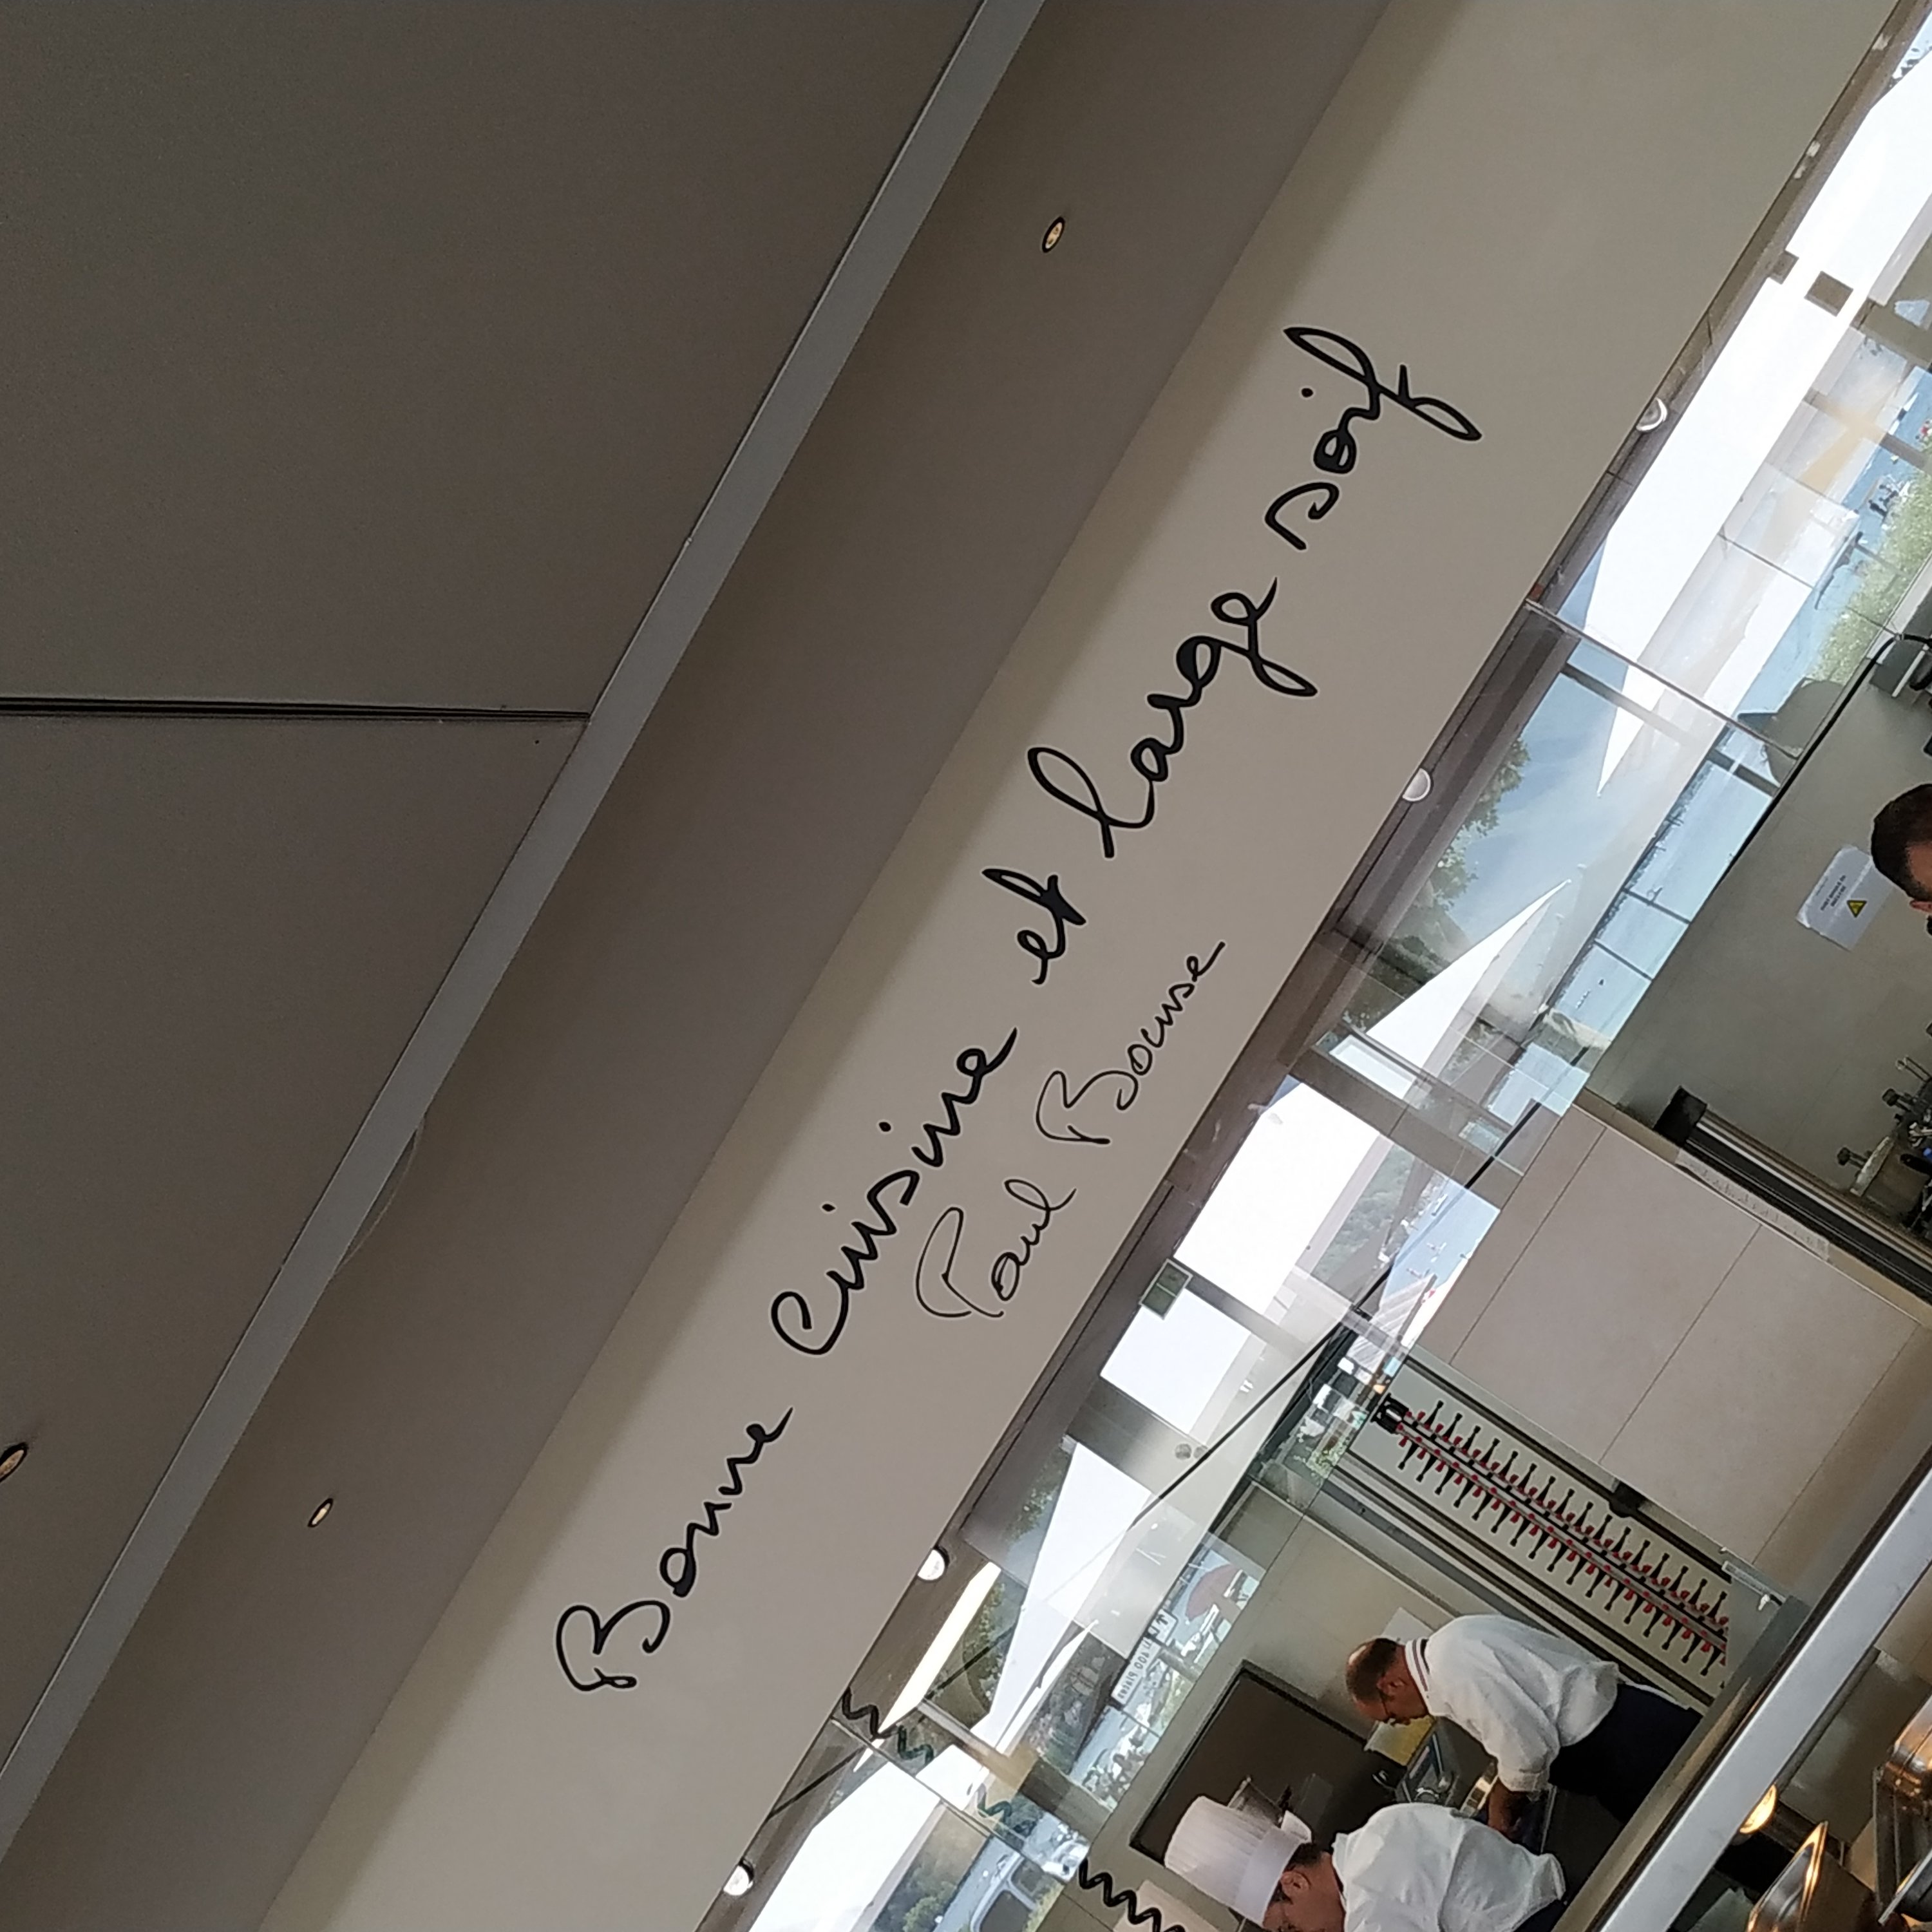 Bonne cuisine et large soif
Paul Bocuse